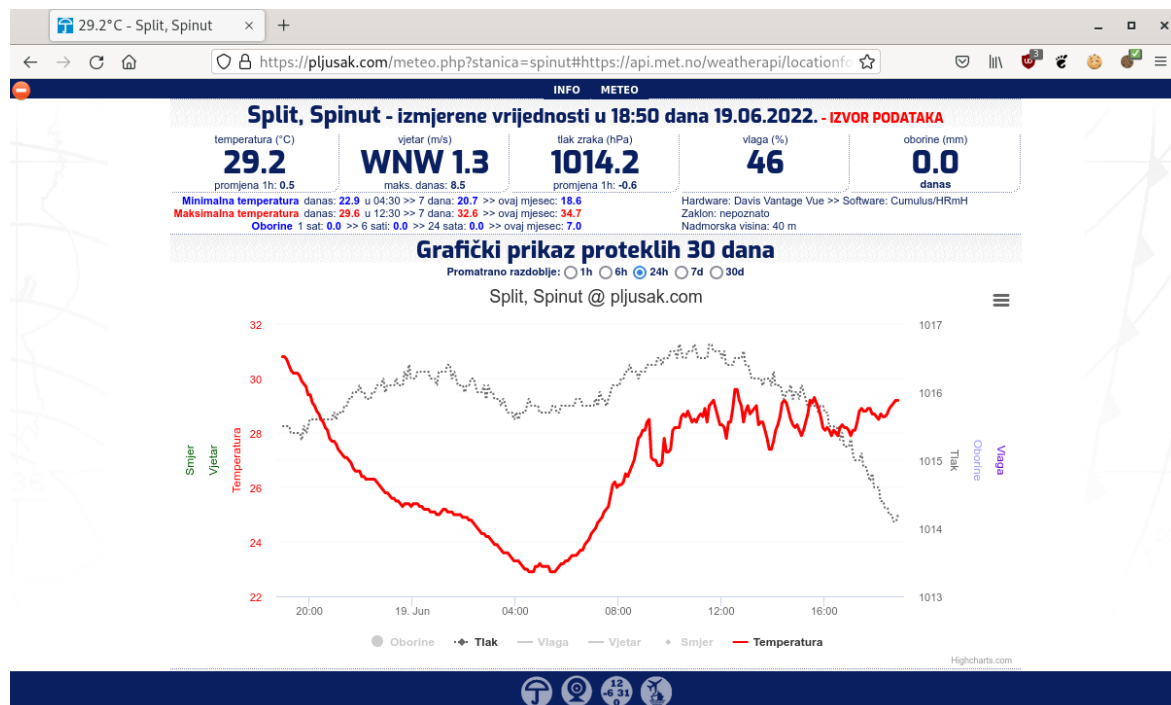 29.2°C - Split, Spinut × +
https://pljusak.com/meteo.php?stanica=spinut#https://api.met.no/weatherapi/locationfo
3
INFO METEO
Split, Spinut - izmjerene vrijednosti u 18:50 dana 19.06.2022. - IZVOR PODATAKA
temperatura (°C) vjetar (m/s) tlak zraka (hPa) vlaga (%) oborine (mm)
29.2 WNW 1.3 1014.2 46 0.0
promjena 1h: 0.5 maks. danas: 8.5 promjena 1h: -0.6 danas
Minimalna temperatura danas: 22.9 u 04:30 >> 7 dana: 20.7 >> ovaj mjesec: 18.6 Hardware: Davis Vantage Vue >> Software: Cumulus/HRmH
Maksimalna temperatura danas: 29.6 u 12:30 >> 7 dana: 32.6 >> ovaj mjesec: 34.7 Zaklon: nepoznato
Oborine 1 sat: 0.0 >> 6 sati: 0.0 >> 24 sata: 0.0 >> ovaj mjesec: 7.0 Nadmorska visina: 40 m
Grafički prikaz proteklih 30 dana
Promatrano razdoblje: 1h 6h 24h 7d 30d
Split, Spinut @ pljusak.com
32 1017
30 1016
28
Smjer Vjetar Temperatura 1015 Tlak Oborine Vlaga
26
24 1014
22 1013
20:00 19. Jun 04:00 08:00 12:00 16:00
Oborine Tlak Vlaga Vjetar Smjer Temperatura
Highcharts.com
12
-6 31
0